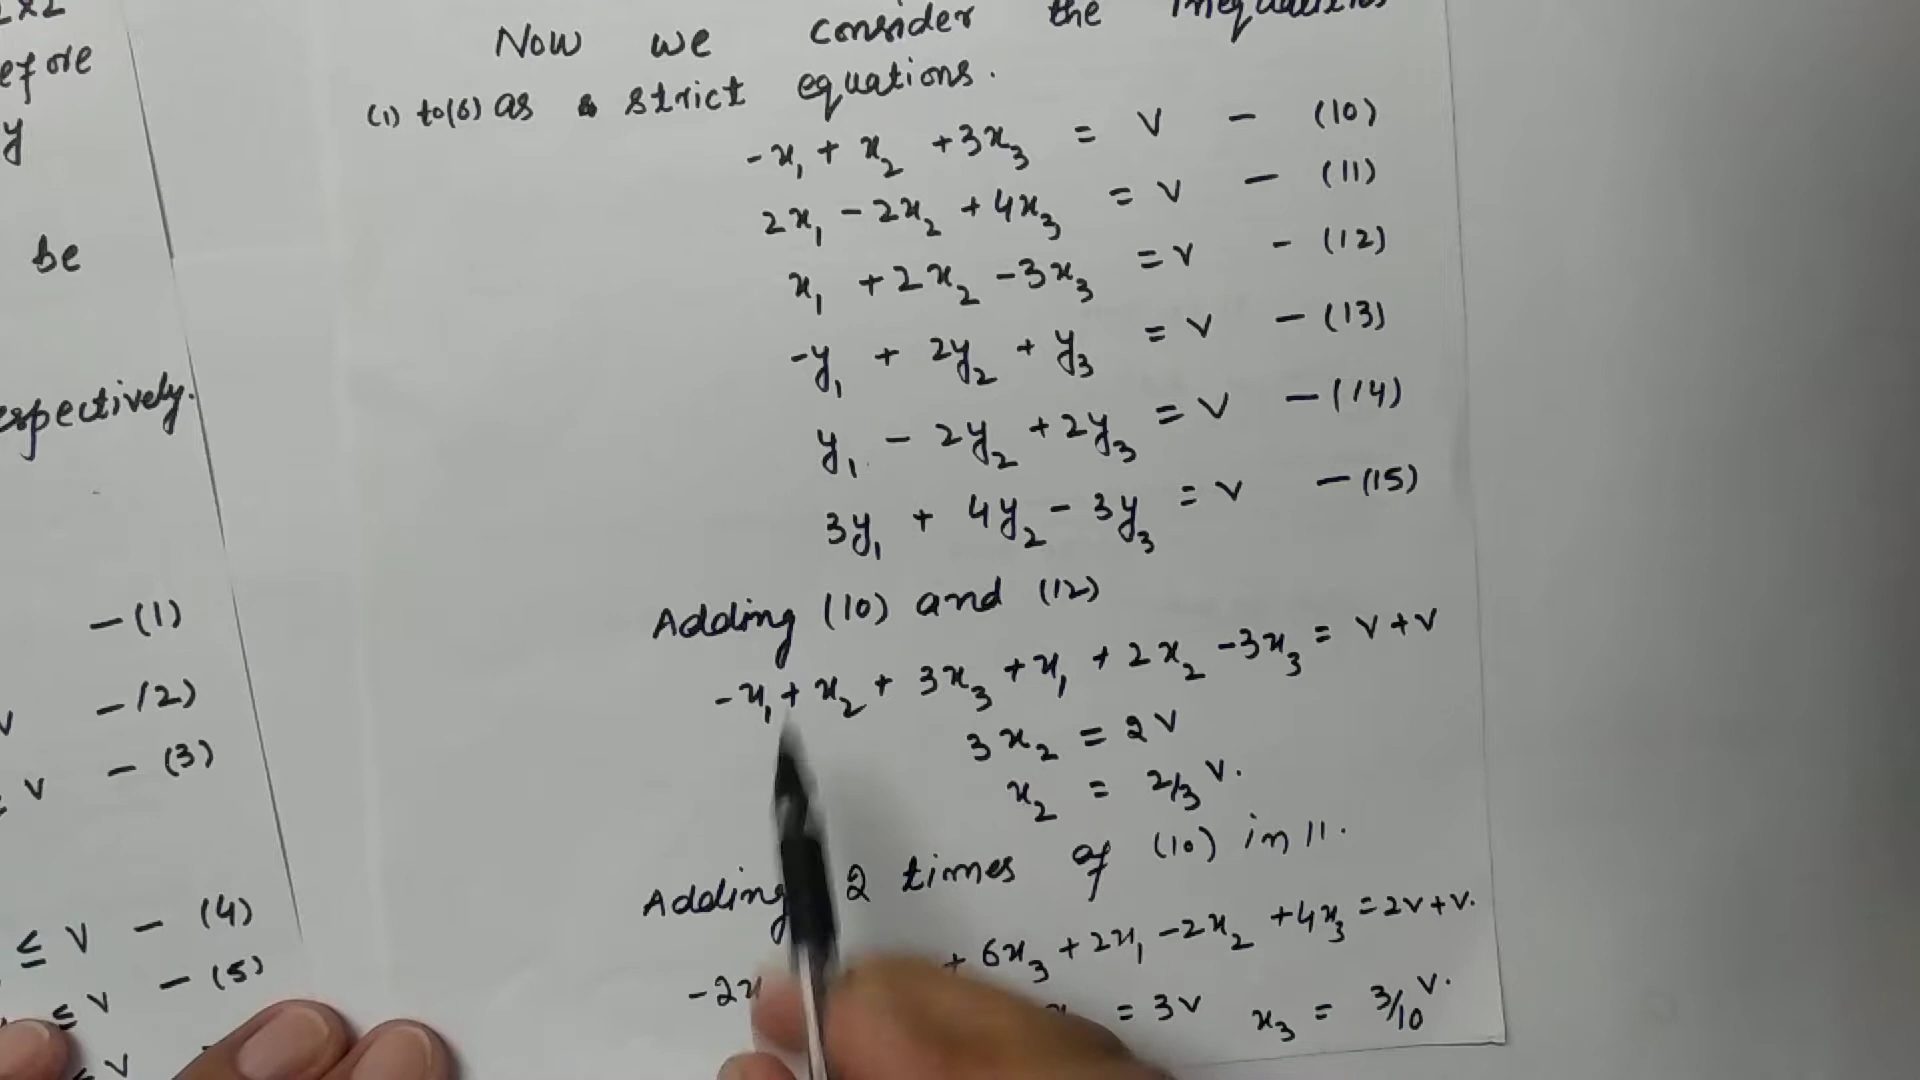 efore
y
be
espectively.
— (1)
v — (2)
≤ v — (3)
≤ v — (4)
≤ v — (5)
≤ v
Now we consider the inequalities
(1) to (6) as strict equations.
-x₁ + x₂ + 3x₃ = v — (10)
2x₁ - 2x₂ + 4x₃ = v — (11)
x₁ + 2x₂ - 3x₃ = v — (12)
-y₁ + 2y₂ + y₃ = v — (13)
y₁ - 2y₂ + 2y₃ = v — (14)
3y₁ + 4y₂ - 3y₃ = v — (15)
Adding (10) and (12)
-x₁ + x₂ + 3x₃ + x₁ + 2x₂ - 3x₃ = v + v
3x₂ = 2v
x₂ = 2/3 v.
Adding 2 times of (10) in 11.
-2x + 6x₃ + 2x₁ - 2x₂ + 4x₃ = 2v + v.
= 3v x₃ = 3/10 v.